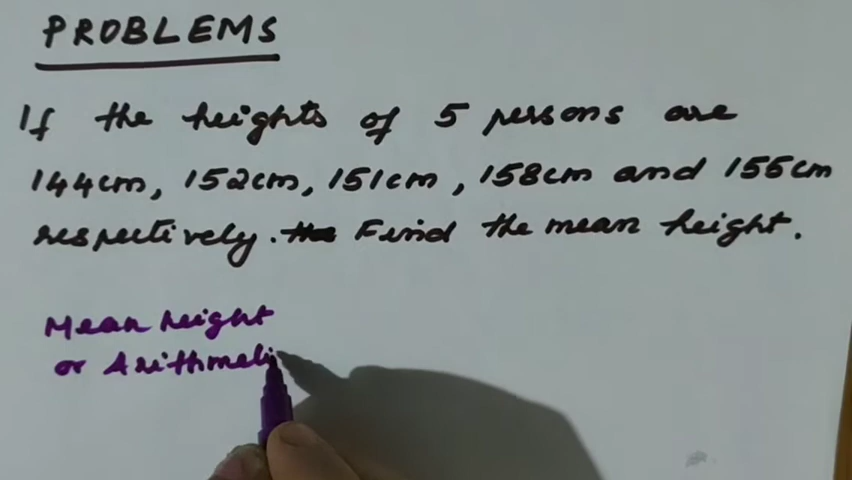 PROBLEMS
If the heights of 5 persons are
144cm, 152cm, 151cm, 158cm and 155cm
respectively. the Find the mean height.
Mean height
or Arithmeti